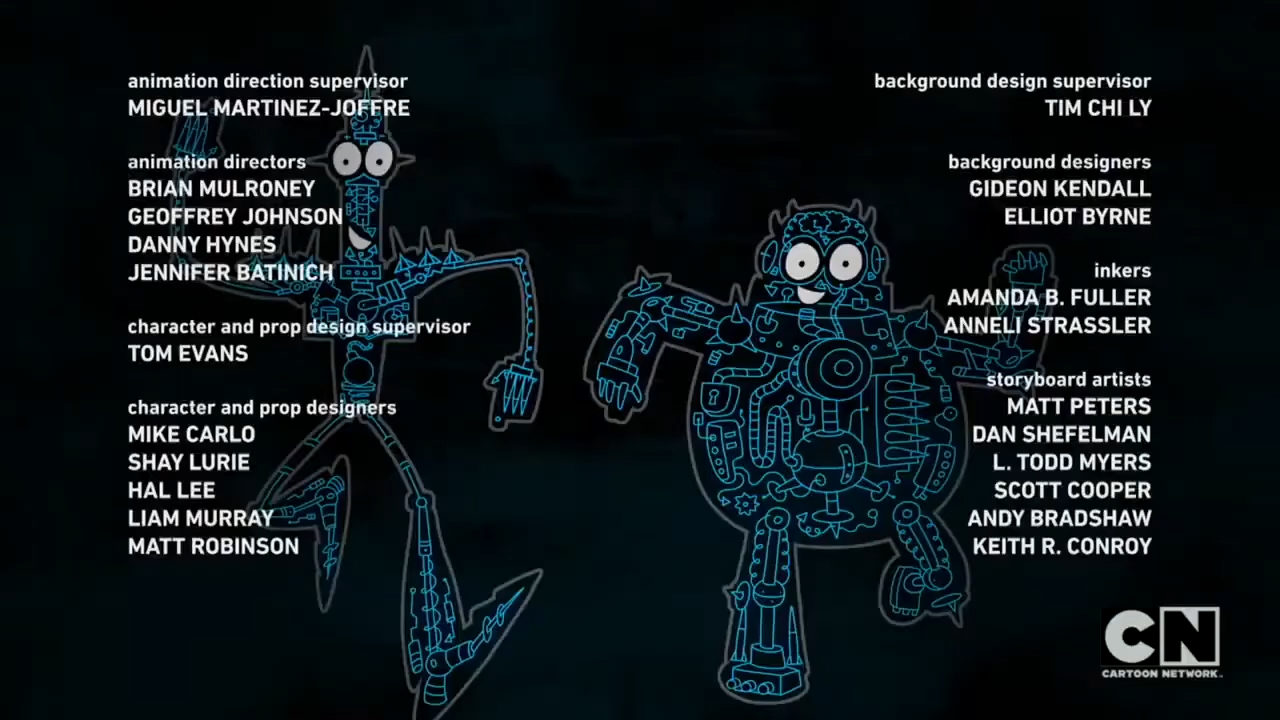 animation direction supervisor
MIGUEL MARTINEZ-JOFFRE
animation directors
BRIAN MULRONEY
GEOFFREY JOHNSON
DANNY HYNES
JENNIFER BATINICH
character and prop design supervisor
TOM EVANS
character and prop designers
MIKE CARLO
SHAY LURIE
HAL LEE
LIAM MURRAY
MATT ROBINSON
background design supervisor
TIM CHI LY
background designers
GIDEON KENDALL
ELLIOT BYRNE
inkers
AMANDA B. FULLER
ANNELI STRASSLER
storyboard artists
MATT PETERS
DAN SHEFELMAN
L. TODD MYERS
SCOTT COOPER
ANDY BRADSHAW
KEITH R. CONROY
CN
CARTOON NETWORK™